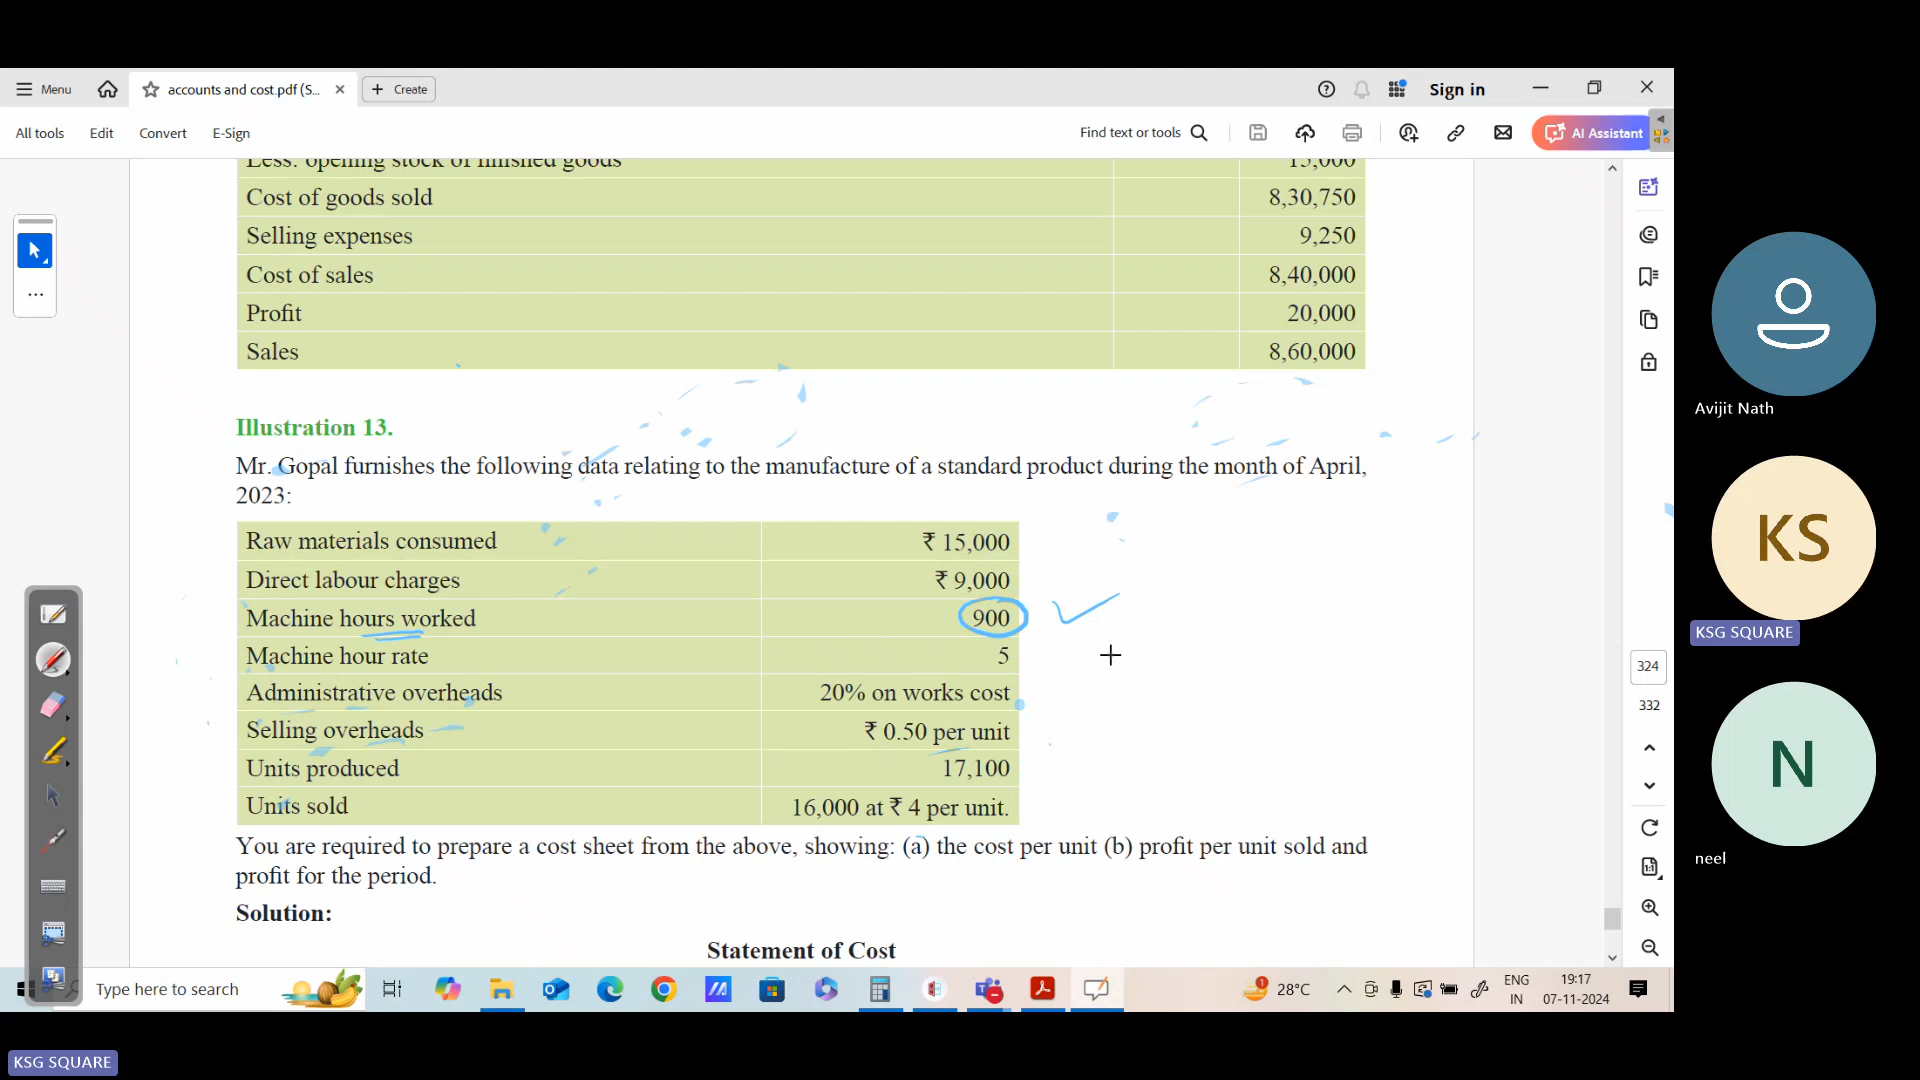 Menu
accounts and cost.pdf (S...
Create
Sign in
All tools Edit Convert E-Sign
Find text or tools
AI Assistant
Less: opening stock of finished goods 15,000
Cost of goods sold 8,30,750
Selling expenses 9,250
Cost of sales 8,40,000
Profit 20,000
Sales 8,60,000
Illustration 13.
Mr. Gopal furnishes the following data relating to the manufacture of a standard product during the month of April,
2023:
Raw materials consumed ₹ 15,000
Direct labour charges ₹ 9,000
Machine hours worked 900
Machine hour rate 5
Administrative overheads 20% on works cost
Selling overheads ₹ 0.50 per unit
Units produced 17,100
Units sold 16,000 at ₹ 4 per unit.
You are required to prepare a cost sheet from the above, showing: (a) the cost per unit (b) profit per unit sold and
profit for the period.
Solution:
Statement of Cost
324
332
Type here to search
28°C
ENG
IN
19:17
07-11-2024
Avijit Nath
KS
KSG SQUARE
N
neel
KSG SQUARE